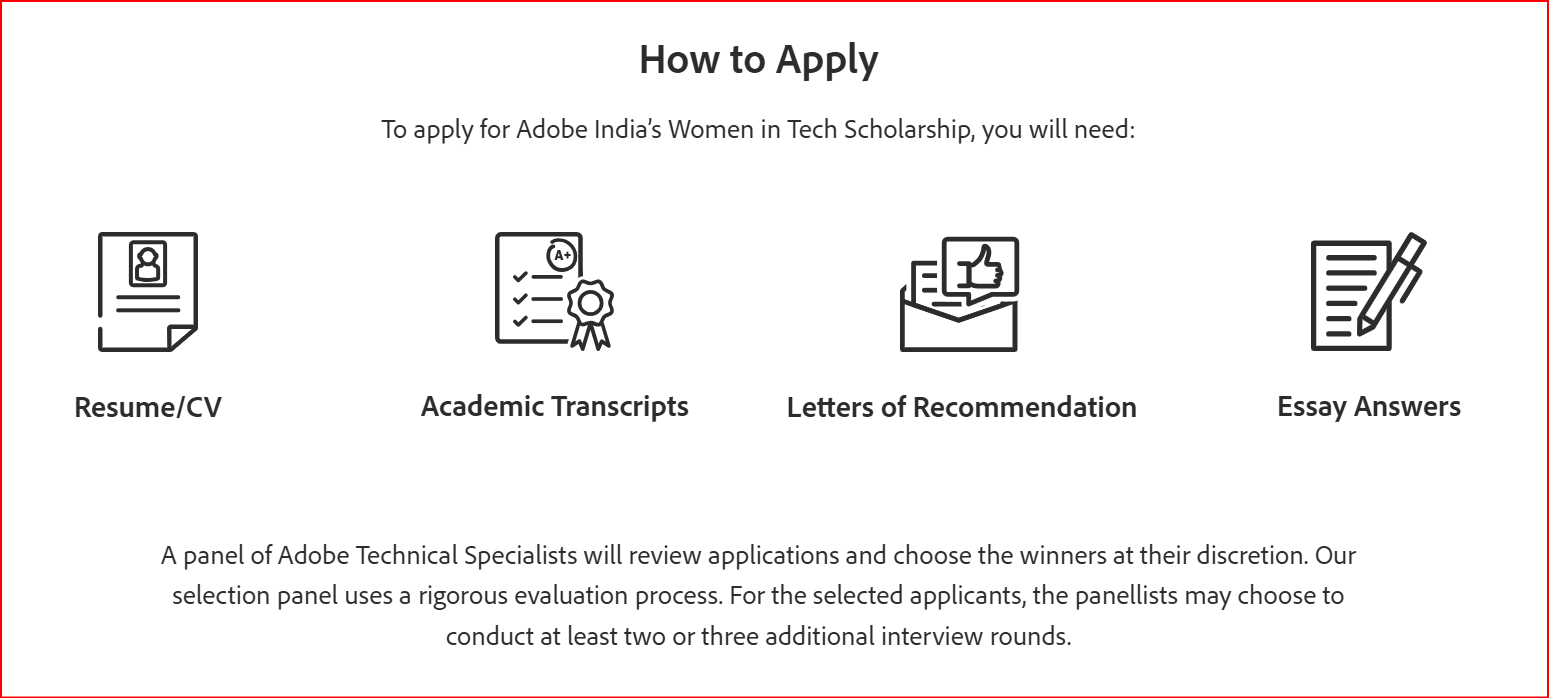 How to Apply
To apply for Adobe India’s Women in Tech Scholarship, you will need:
A+
Resume/CV
Academic Transcripts
Letters of Recommendation
Essay Answers
A panel of Adobe Technical Specialists will review applications and choose the winners at their discretion. Our
selection panel uses a rigorous evaluation process. For the selected applicants, the panellists may choose to
conduct at least two or three additional interview rounds.